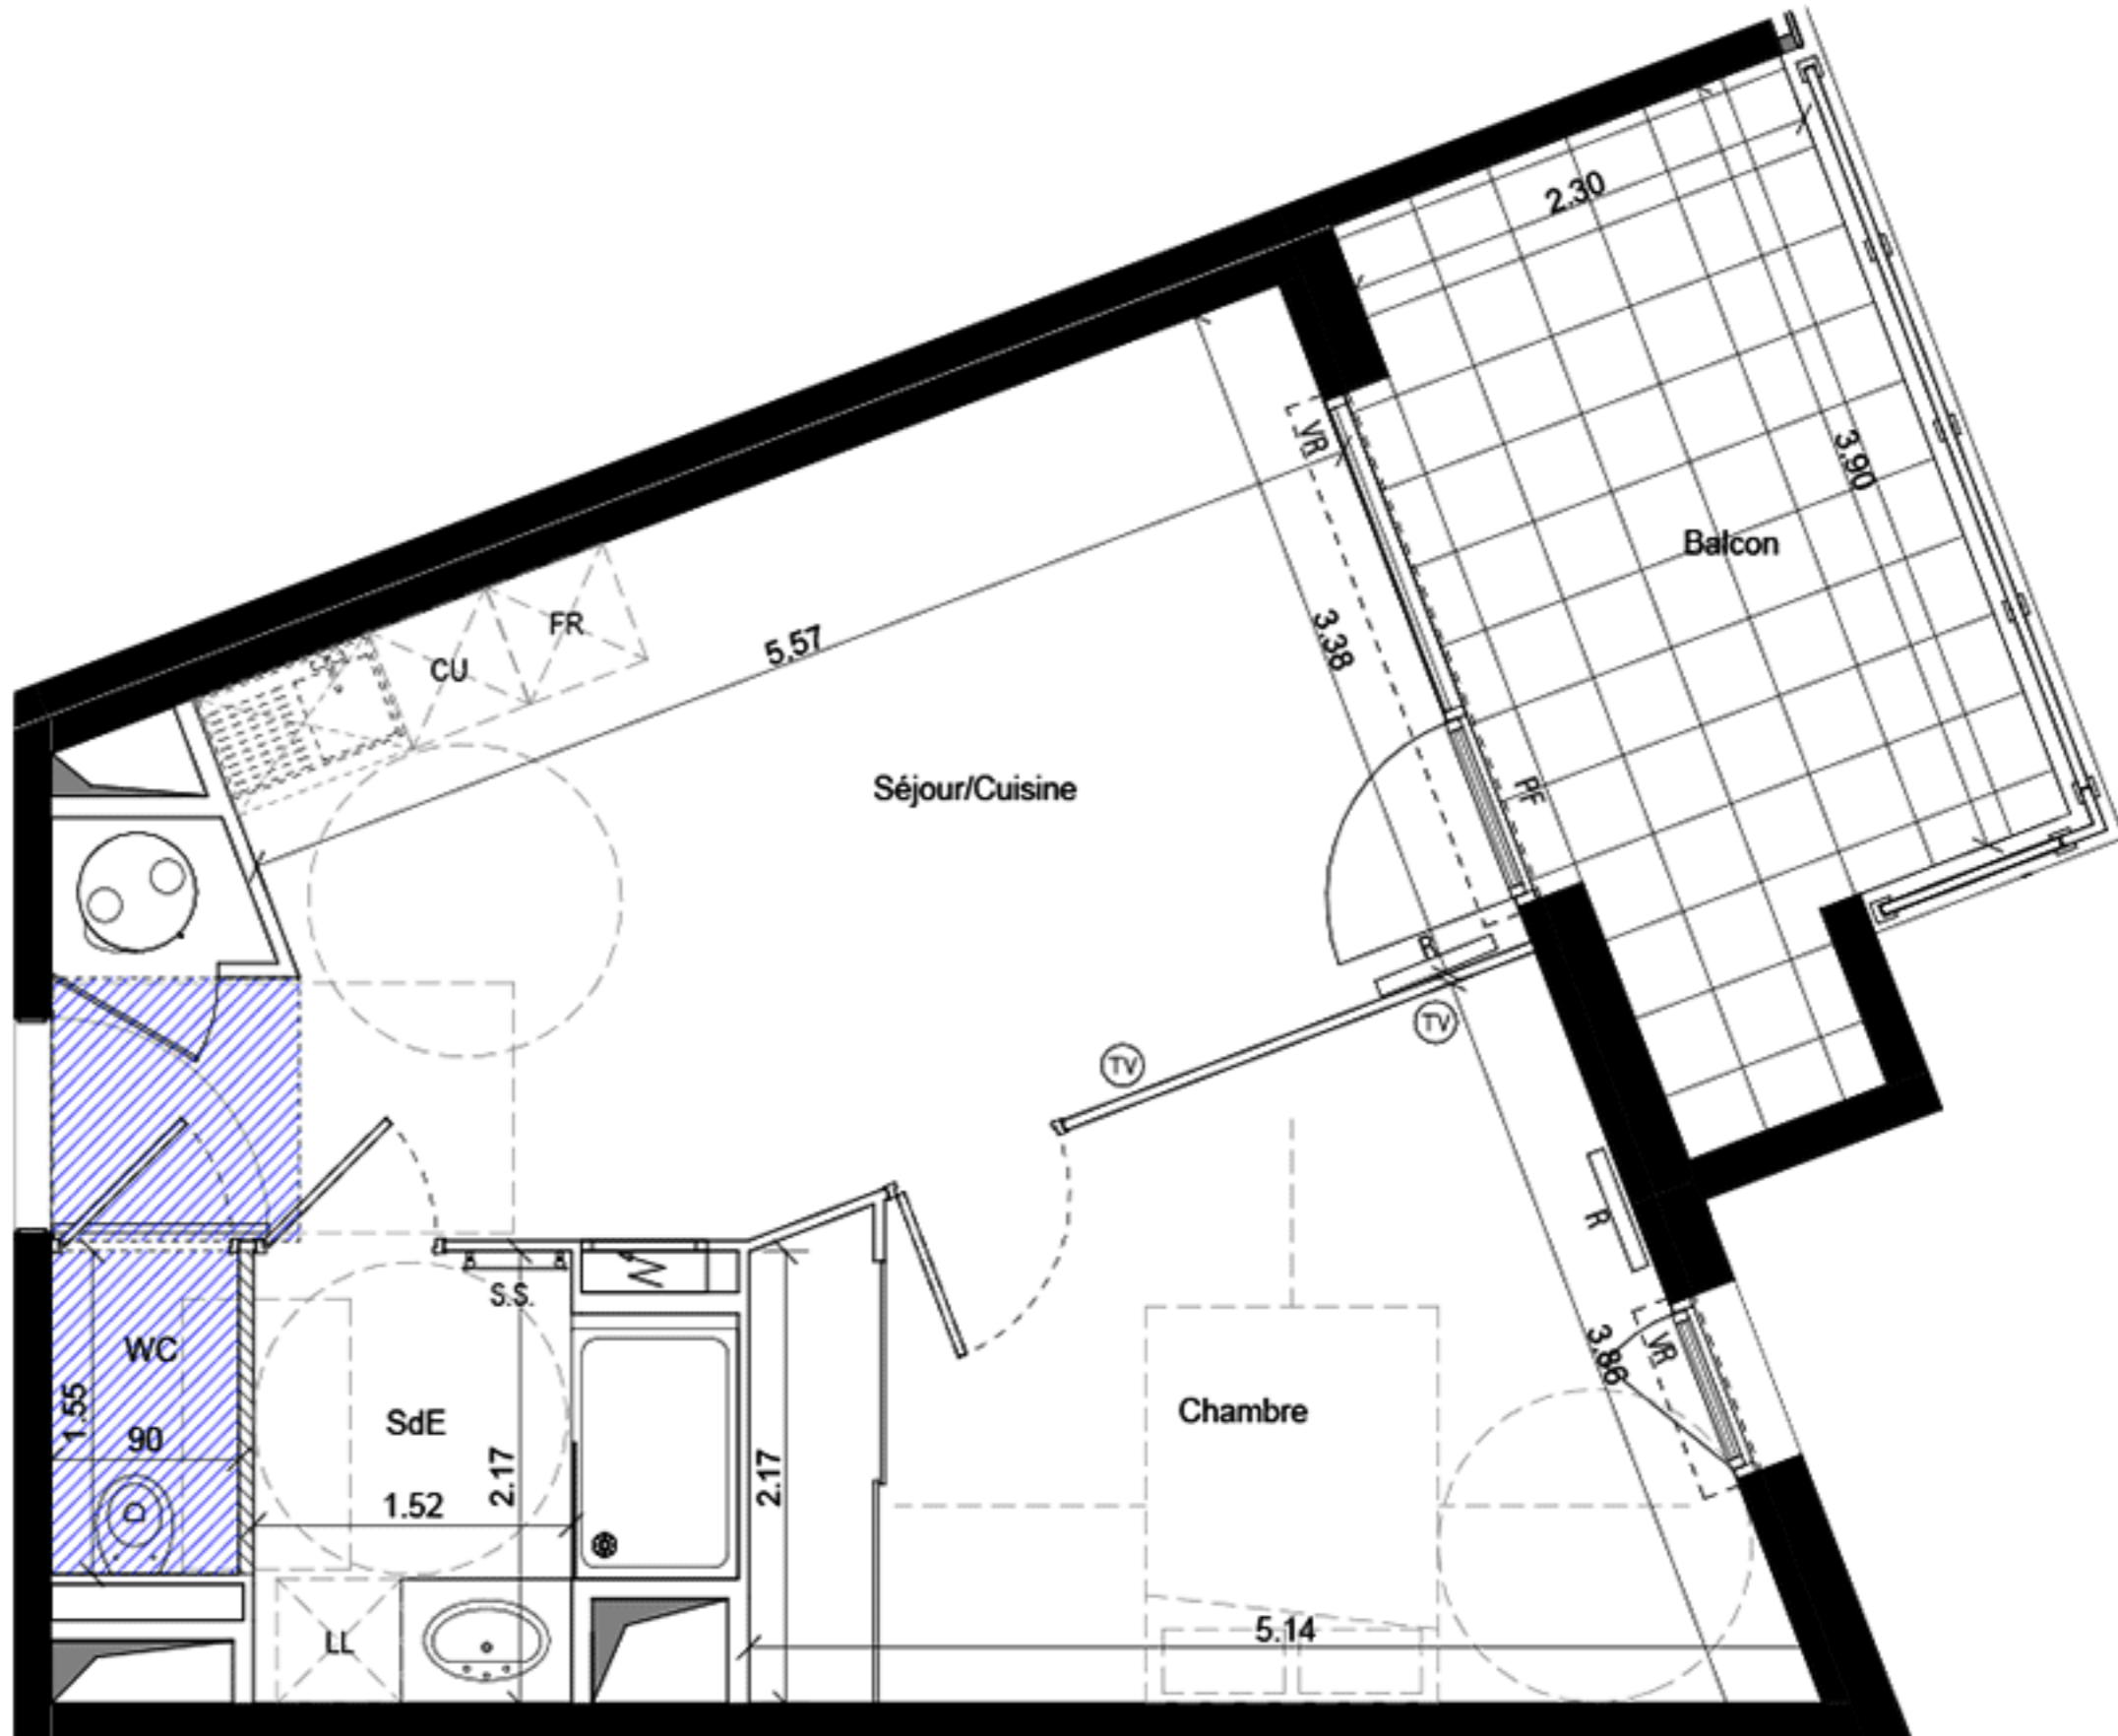 2.30
VR
3.90
Balcon
FR
5.57
3.38
CU
Séjour/Cuisine
PF
R
TV
TV
R
S.S.
WC
VR
3.86
1.55
SdE
Chambre
90
2.17
2.17
1.52
5.14
LL